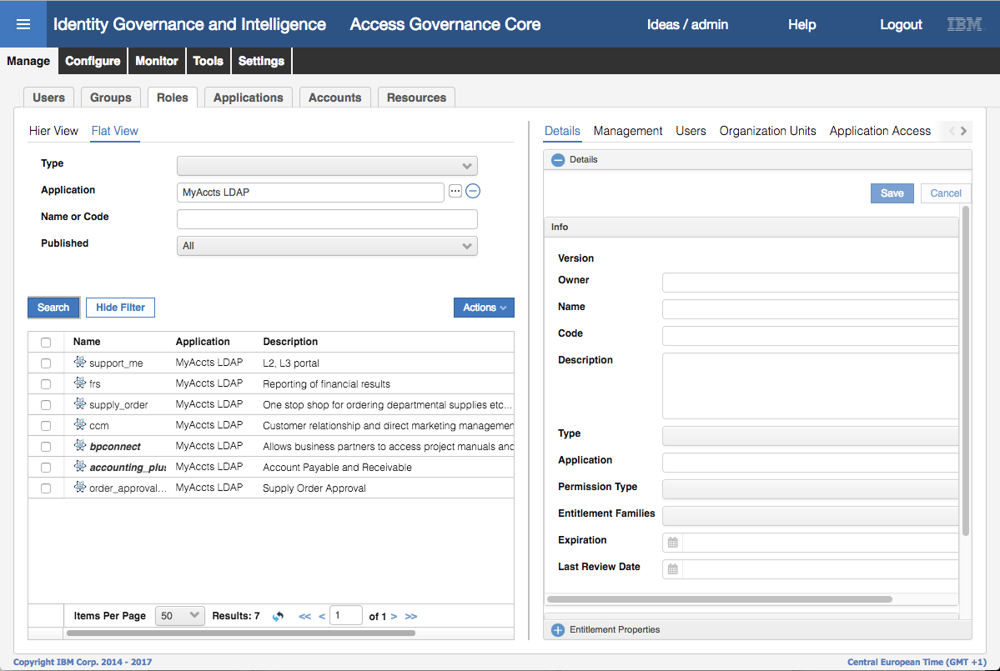 Identity Governance and Intelligence Access Governance Core Ideas / admin Help Logout IBM
Manage Configure Monitor Tools Settings
Users Groups Roles Applications Accounts Resources
Hier View Flat View
Type
Application MyAccts LDAP
Name or Code
Published All
Search Hide Filter Actions
Name Application Description
support_me MyAccts LDAP L2, L3 portal
frs MyAccts LDAP Reporting of financial results
supply_order MyAccts LDAP One stop shop for ordering departmental supplies etc...
ccm MyAccts LDAP Customer relationship and direct marketing managemen
bpconnect MyAccts LDAP Allows business partners to access project manuals and
accounting_plus MyAccts LDAP Account Payable and Receivable
order_approval... MyAccts LDAP Supply Order Approval
Items Per Page 50 Results: 7 << < 1 of 1 > >>
Details Management Users Organization Units Application Access < >
Details
Save Cancel
Info
Version
Owner
Name
Code
Description
Type
Application
Permission Type
Entitlement Families
Expiration
Last Review Date
Entitlement Properties
Copyright IBM Corp. 2014 - 2017 Central European Time (GMT +1)